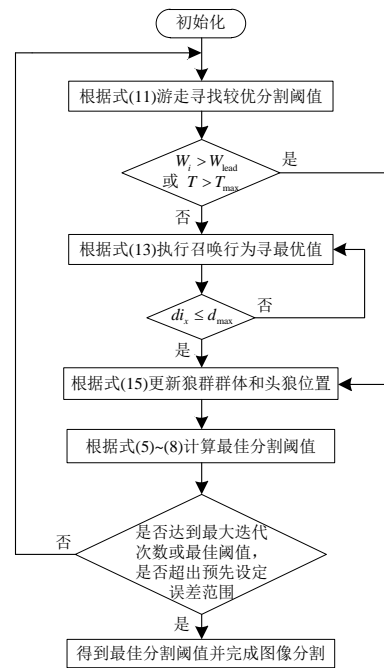 初始化
根据式(11)游走寻找较优分割阈值
W_i > W_lead
或 T > T_max
是
否
根据式(13)执行召唤行为寻最优值
di_x ≤ d_max
否
是
根据式(15)更新狼群群体和头狼位置
根据式(5)~(8)计算最佳分割阈值
是否达到最大迭代
次数或最佳阈值，
是否超出预先设定
误差范围
否
是
得到最佳分割阈值并完成图像分割